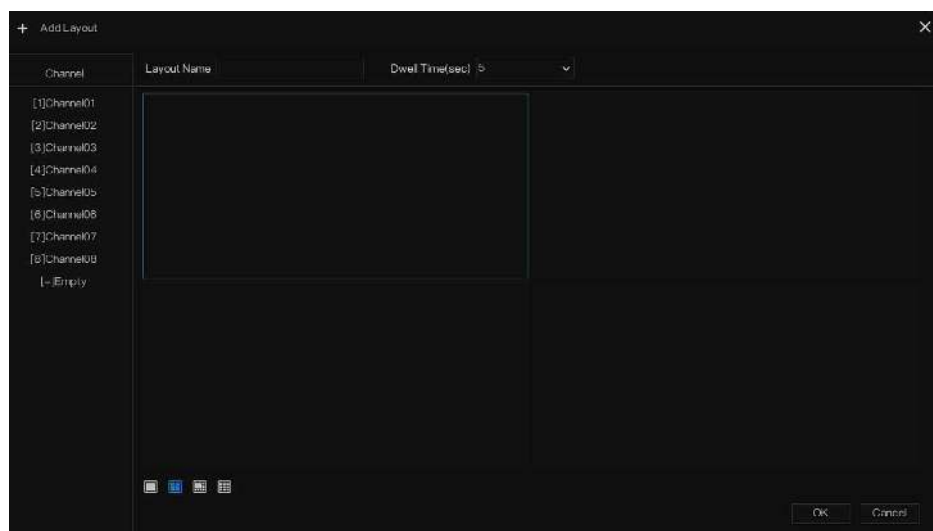 + Add Layout
×
Channel
Layout Name
Dwell Time(sec) 5
[1]Channel01
[2]Channel02
[3]Channel03
[4]Channel04
[5]Channel05
[6]Channel06
[7]Channel07
[8]Channel08
[-]Empty
OK
Cancel